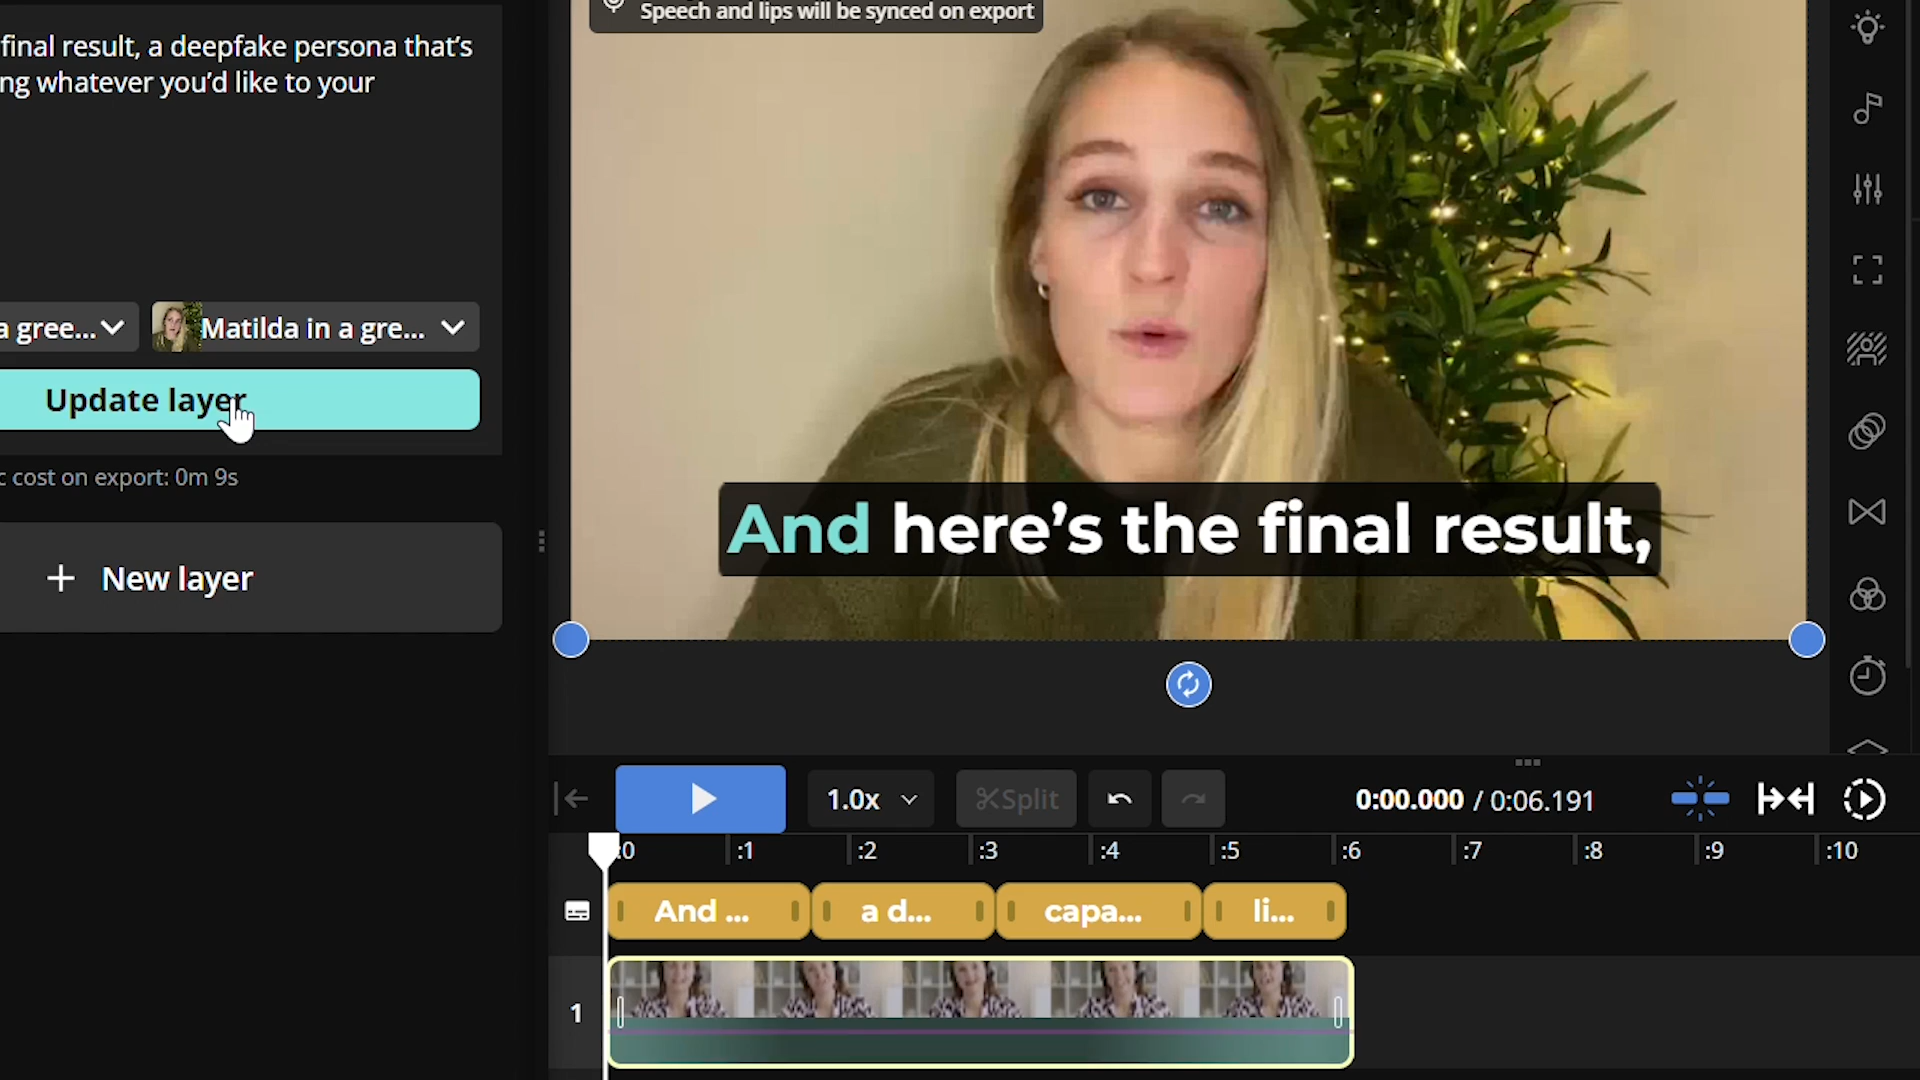 Speech and lips will be synced on export
final result, a deepfake persona that's
ng whatever you'd like to your
a gree...
Matilda in a gre...
Update layer
c cost on export: 0m 9s
+ New layer
And here's the final result,
1.0x
Split
0:00.000 / 0:06.191
:0 :1 :2 :3 :4 :5 :6 :7 :8 :9 :10
And ...
a d...
capa...
li...
1